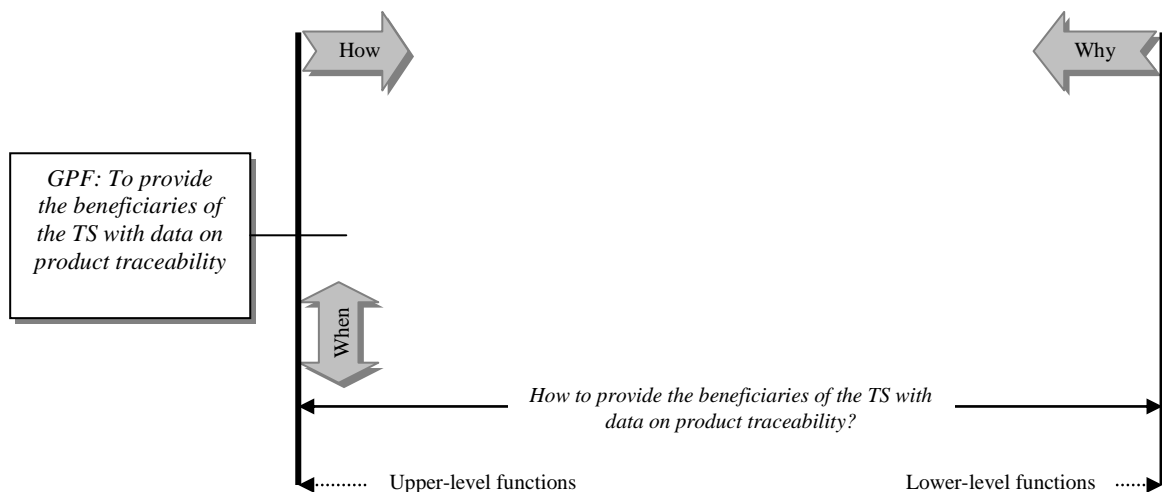 How
Why
GPF: To provide
the beneficiaries of
the TS with data on
product traceability
When
How to provide the beneficiaries of the TS with
data on product traceability?
Upper-level functions
Lower-level functions